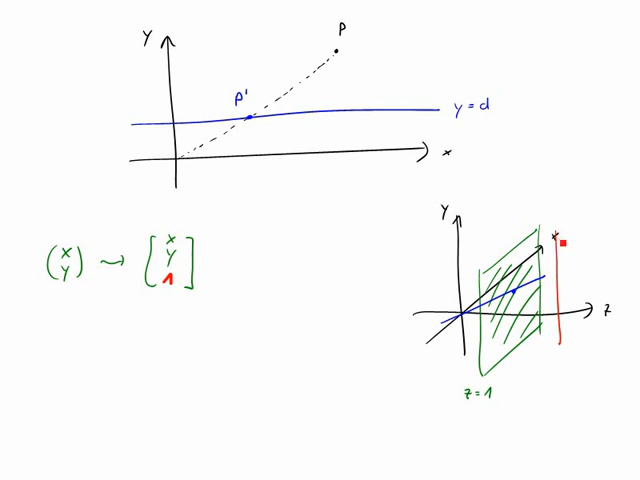 P
Y
P'
y = d
x
Y
x
(x y) → [x y 1]
z
z = 1